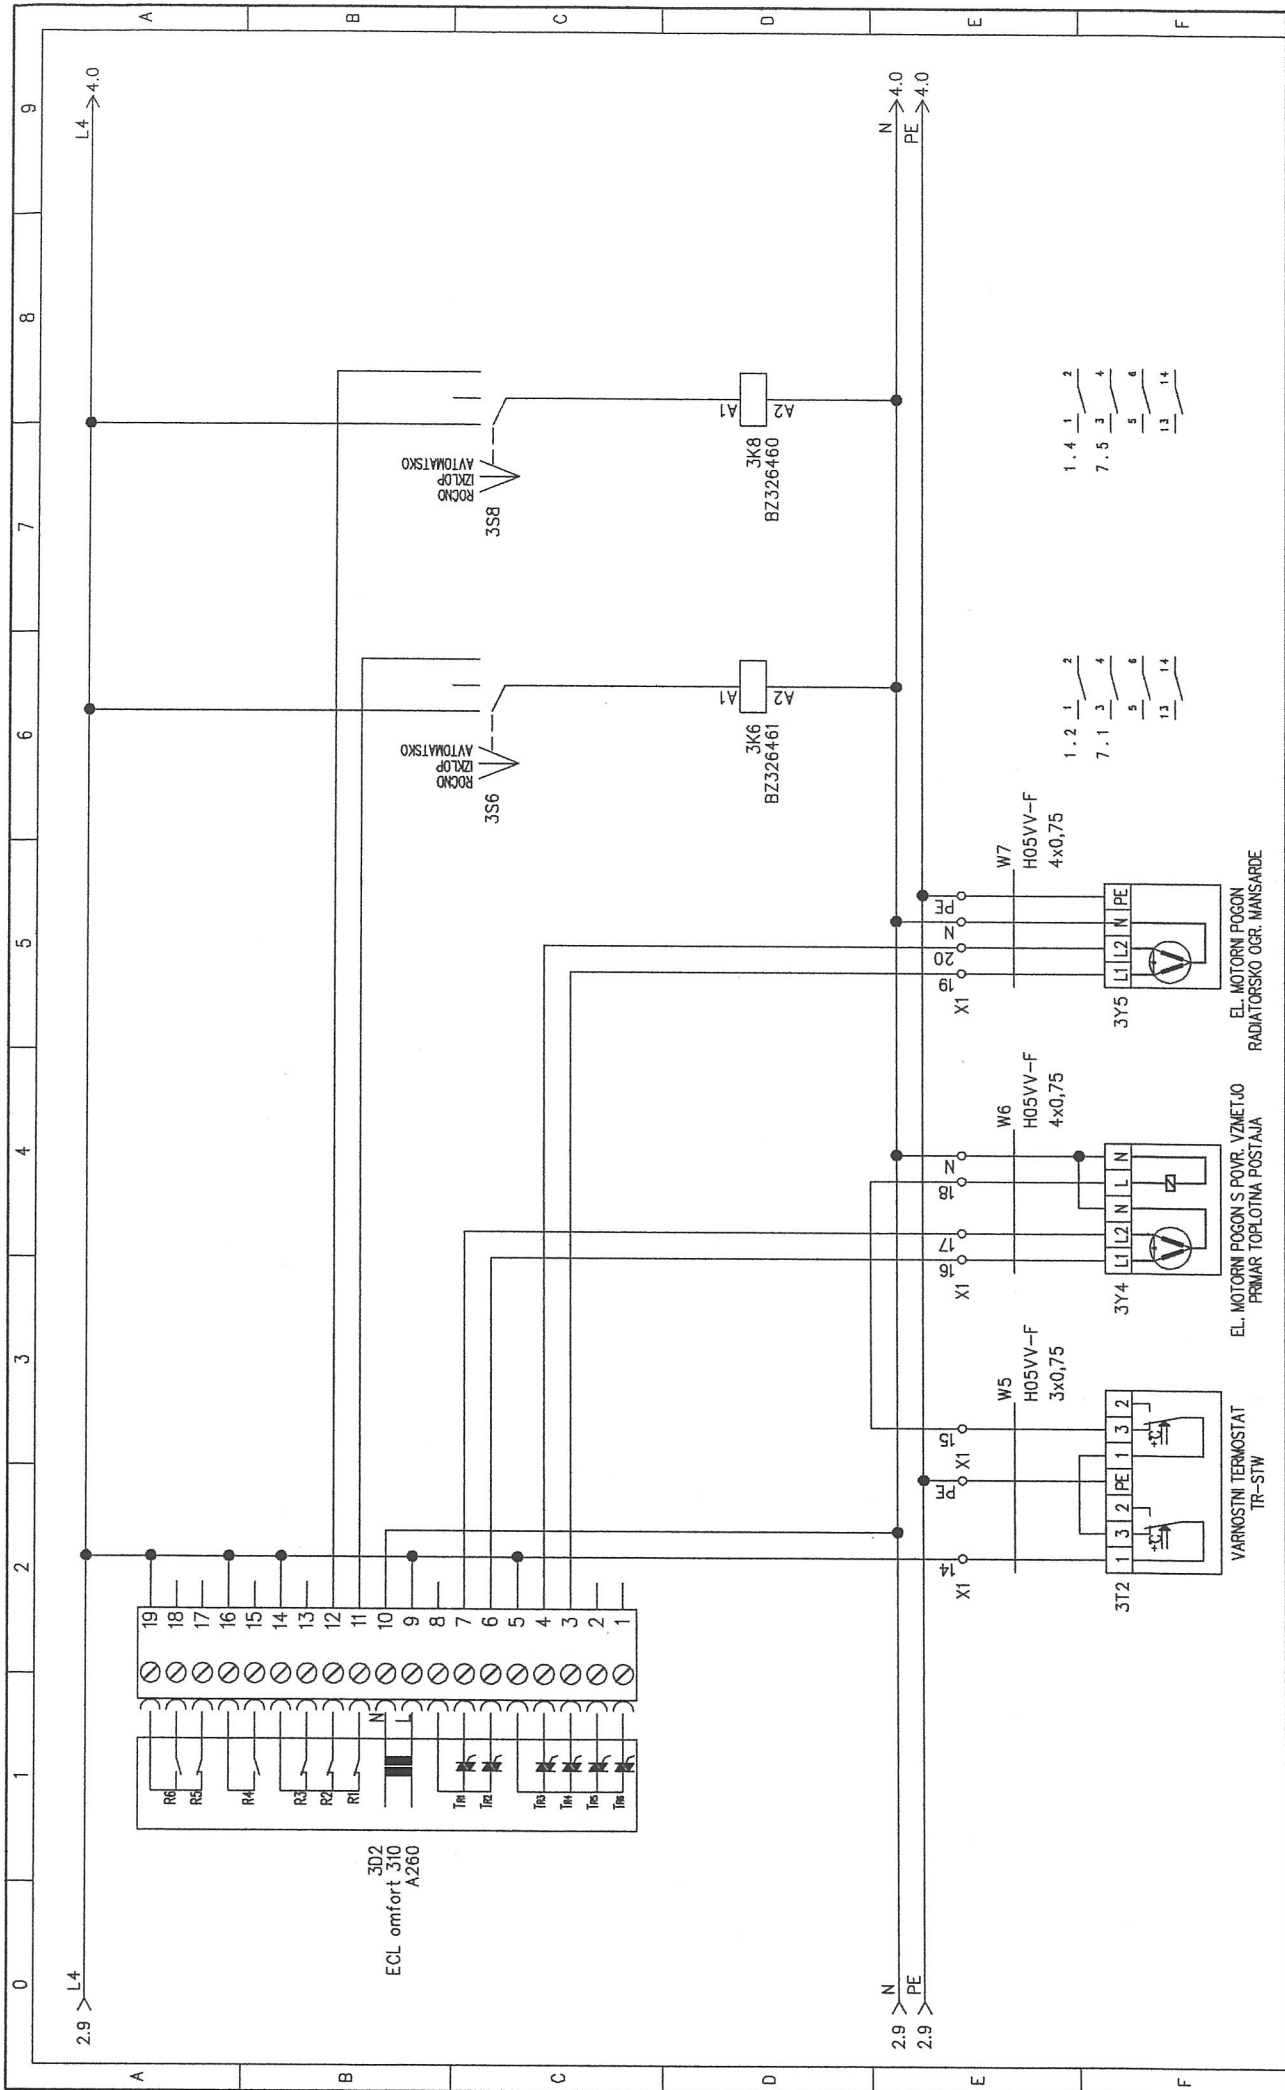 0 1 2 3 4 5 6 7 8 9
A
B
C
D
E
F
A
B
C
D
E
F
2.9 L4
L4 4.0
2.9 N
N 4.0
2.9 PE
PE 4.0
3D2
ECL omfort 310
A260
R6
R5
R4
R3
R2
R1
N
L
TR1
TR2
TR3
TR4
TR5
TR6
19
18
17
16
15
14
13
12
11
10
9
8
7
6
5
4
3
2
1
ROČNO
IZKLOP
AVTOMATSKO
3S6
ROČNO
IZKLOP
AVTOMATSKO
3S8
A1
A2
3K6
BZ326461
A1
A2
3K8
BZ326460
X1 14 PE X1 15
W5
H05VV-F
3x0,75
3T2
1 3 2 PE 1 3 2
+°C
+°C
VARNOSTNI TERMOSTAT
TR-STW
X1 16 17 18 N
W6
H05VV-F
4x0,75
3Y4
L1 L2 N L N
EL. MOTORNI POGON S POVR. VZMETJO
PRIMAR TOPLOTNA POSTAJA
X1 19 20 N PE
W7
H05VV-F
4x0,75
3Y5
L1 L2 N PE
EL. MOTORNI POGON
RADIATORSKO OGR. MANSARDE
1.2 1 2
7.1 3 4
5 6
13 14
1.4 1 2
7.5 3 4
5 6
13 14